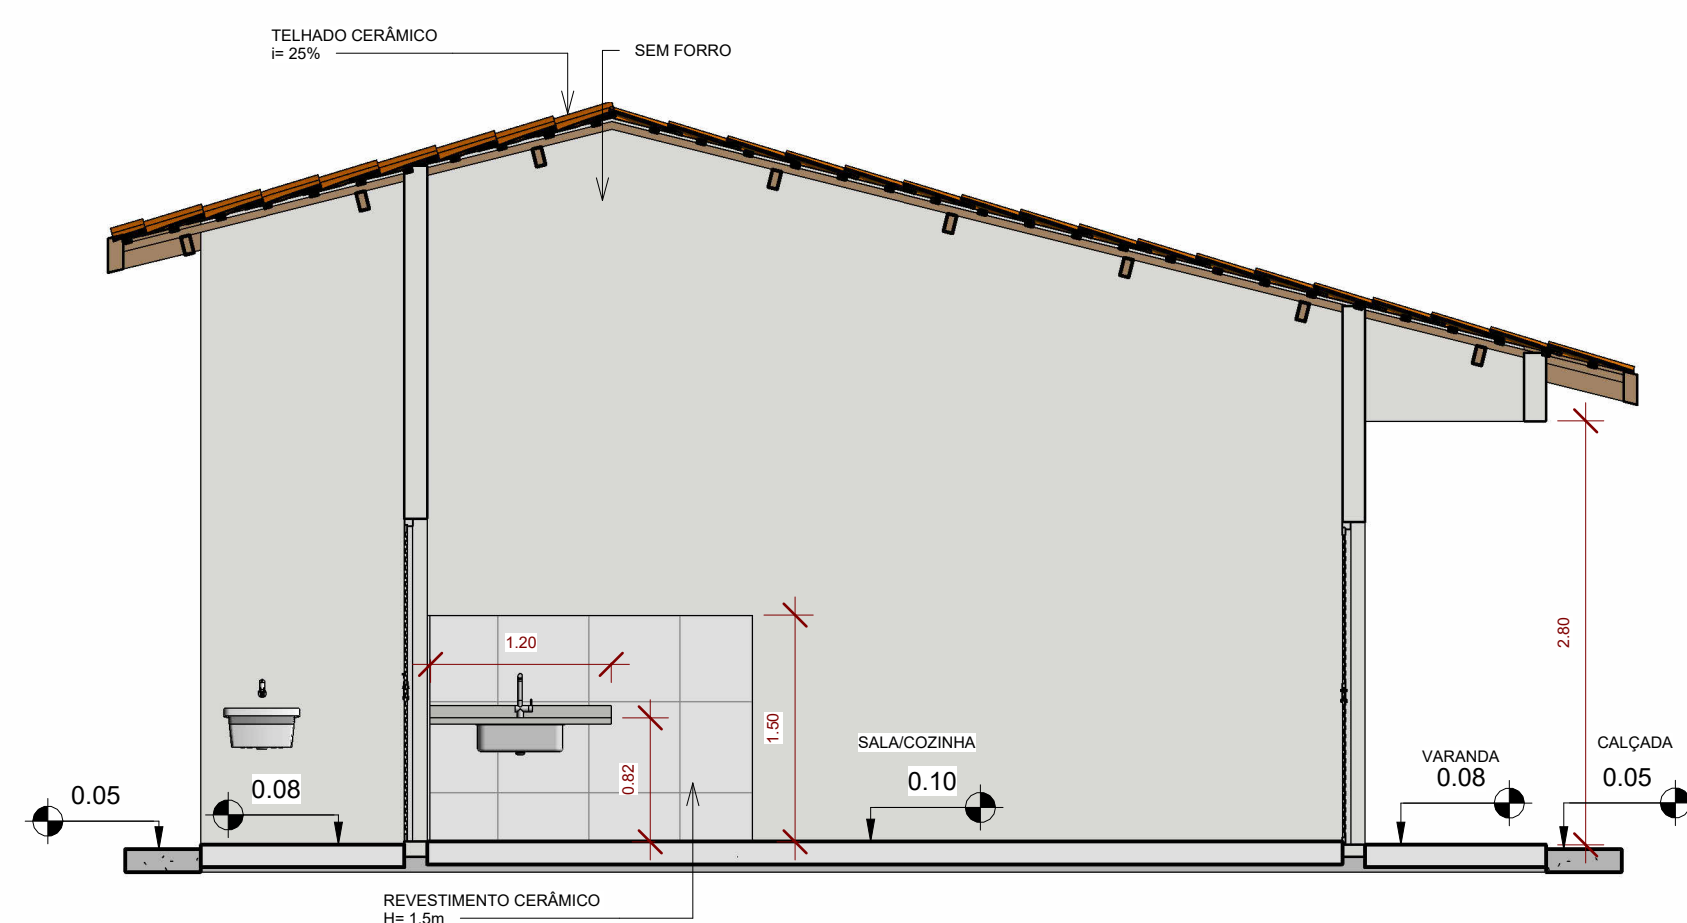 TELHADO CERÂMICO
i= 25%
SEM FORRO
1.20
2.80
1.50
0.82
SALA/COZINHA
0.10
VARANDA
0.08
CALÇADA
0.05
0.05
0.08
REVESTIMENTO CERÂMICO
H= 1.5m